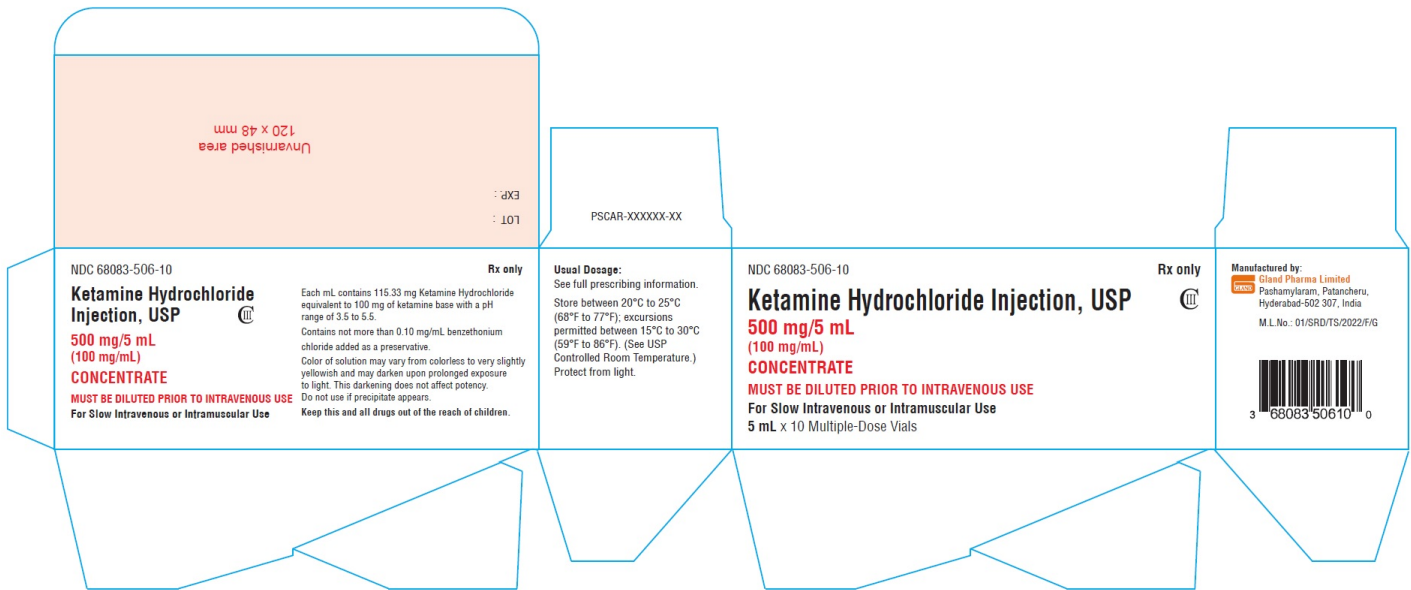 Unvarnished area
120 x 48 mm
LOT :
EXP :
PSCAR-XXXXXX-XX
NDC 68083-506-10
Rx only
Ketamine Hydrochloride
Injection, USP
CIII
500 mg/5 mL
(100 mg/mL)
CONCENTRATE
MUST BE DILUTED PRIOR TO INTRAVENOUS USE
For Slow Intravenous or Intramuscular Use
Each mL contains 115.33 mg Ketamine Hydrochloride
equivalent to 100 mg of ketamine base with a pH
range of 3.5 to 5.5.
Contains not more than 0.10 mg/mL benzethonium
chloride added as a preservative.
Color of solution may vary from colorless to very slightly
yellowish and may darken upon prolonged exposure
to light. This darkening does not affect potency.
Do not use if precipitate appears.
Keep this and all drugs out of the reach of children.
Usual Dosage:
See full prescribing information.
Store between 20°C to 25°C
(68°F to 77°F); excursions
permitted between 15°C to 30°C
(59°F to 86°F). (See USP
Controlled Room Temperature.)
Protect from light.
NDC 68083-506-10
Rx only
Ketamine Hydrochloride Injection, USP
CIII
500 mg/5 mL
(100 mg/mL)
CONCENTRATE
MUST BE DILUTED PRIOR TO INTRAVENOUS USE
For Slow Intravenous or Intramuscular Use
5 mL x 10 Multiple-Dose Vials
Manufactured by:
GLAND
Gland Pharma Limited
Pashamylaram, Patancheru,
Hyderabad-502 307, India
M.L.No.: 01/SRD/TS/2022/F/G
3 68083 50610 0